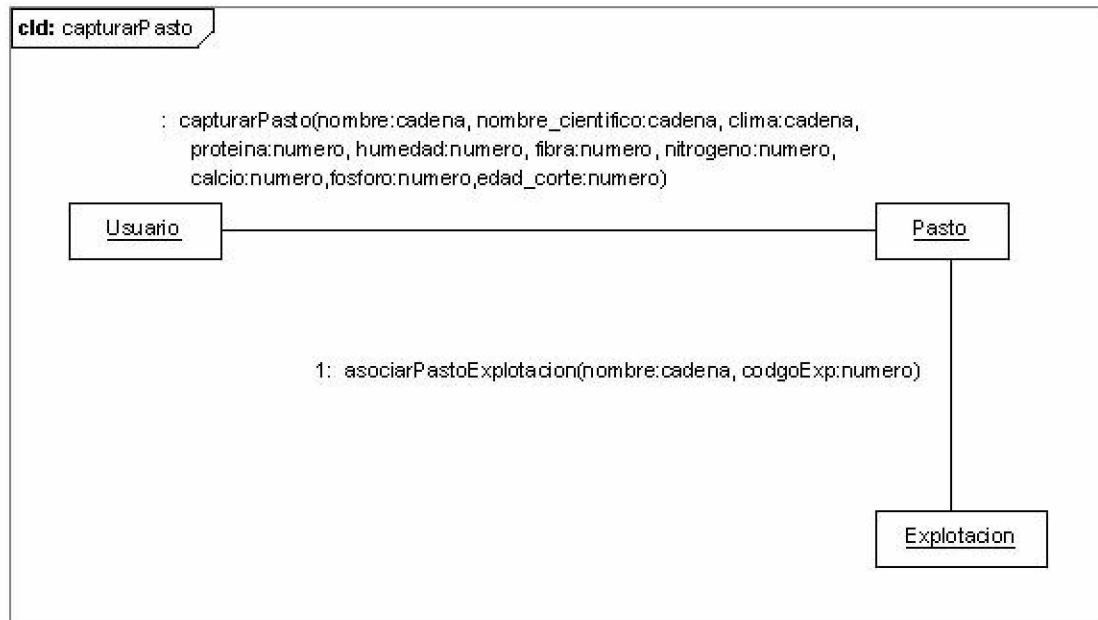 cld: capturarPasto
: capturarPasto(nombre:cadena, nombre_cientifico:cadena, clima:cadena,
proteina:numero, humedad:numero, fibra:numero, nitrogeno:numero,
calcio:numero,fosforo:numero,edad_corte:numero)
Usuario
Pasto
1: asociarPastoExplotacion(nombre:cadena, codgoExp:numero)
Explotacion